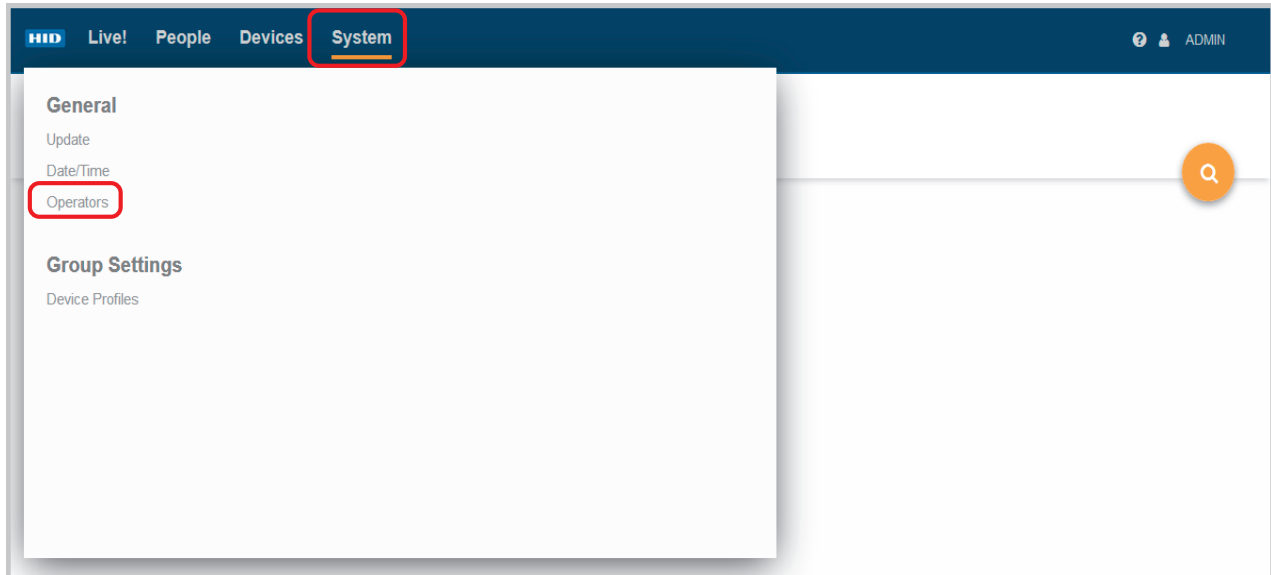 HID Live! People Devices System ADMIN
General
Update
Date/Time
Operators
Group Settings
Device Profiles